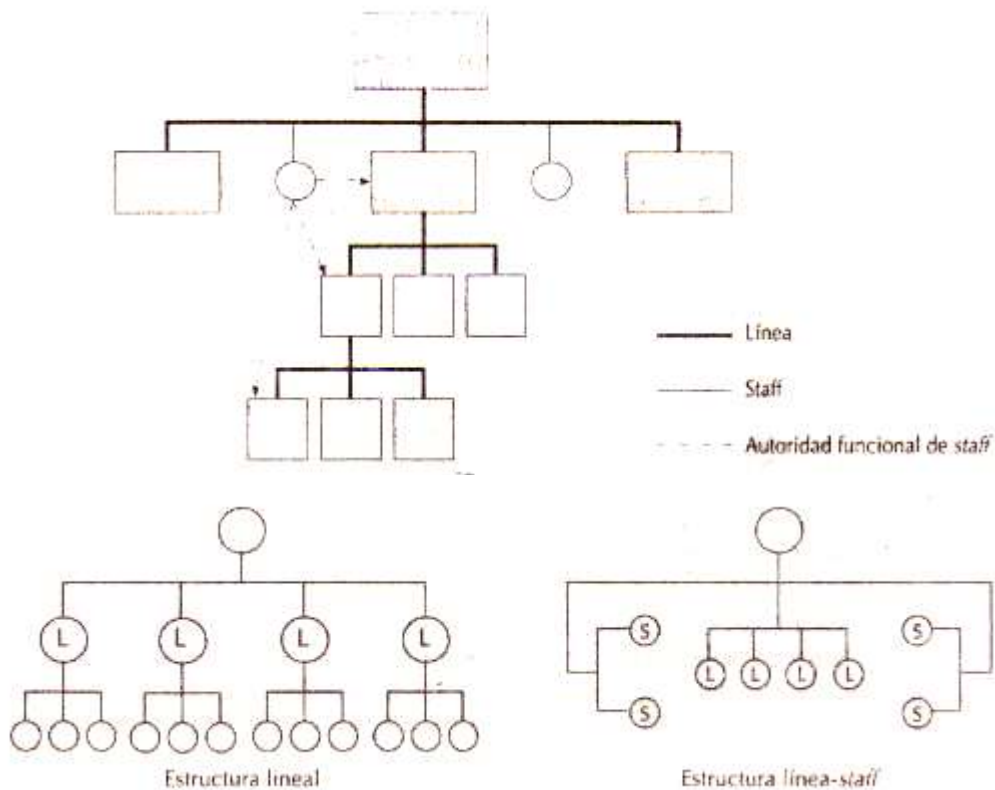 Línea
Staff
Autoridad funcional de staff
L
L
L
L
S
S
L
L
L
L
S
S
Estructura lineal
Estructura línea-staff